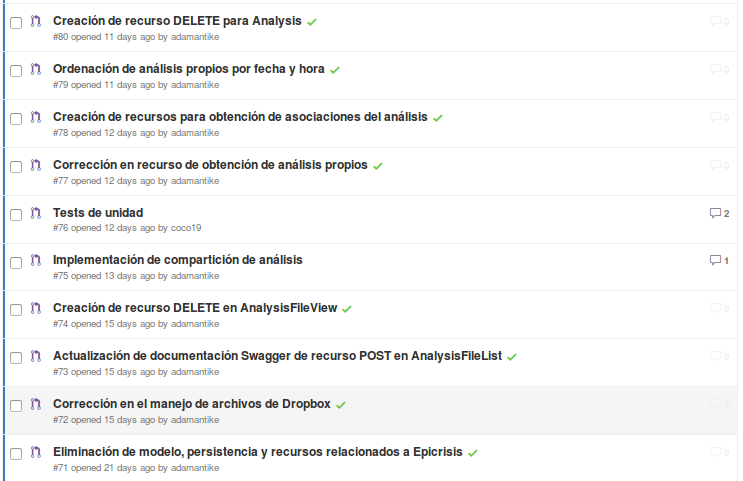 Creación de recurso DELETE para Analysis
#80 opened 11 days ago by adamantike
0
Ordenación de análisis propios por fecha y hora
#79 opened 11 days ago by adamantike
0
Creación de recursos para obtención de asociaciones del análisis
#78 opened 12 days ago by adamantike
0
Corrección en recurso de obtención de análisis propios
#77 opened 12 days ago by adamantike
0
Tests de unidad
#76 opened 12 days ago by coco19
2
Implementación de compartición de análisis
#75 opened 13 days ago by adamantike
1
Creación de recurso DELETE en AnalysisFileView
#74 opened 15 days ago by adamantike
0
Actualización de documentación Swagger de recurso POST en AnalysisFileList
#73 opened 15 days ago by adamantike
0
Corrección en el manejo de archivos de Dropbox
#72 opened 15 days ago by adamantike
0
Eliminación de modelo, persistencia y recursos relacionados a Epicrisis
#71 opened 21 days ago by adamantike
0